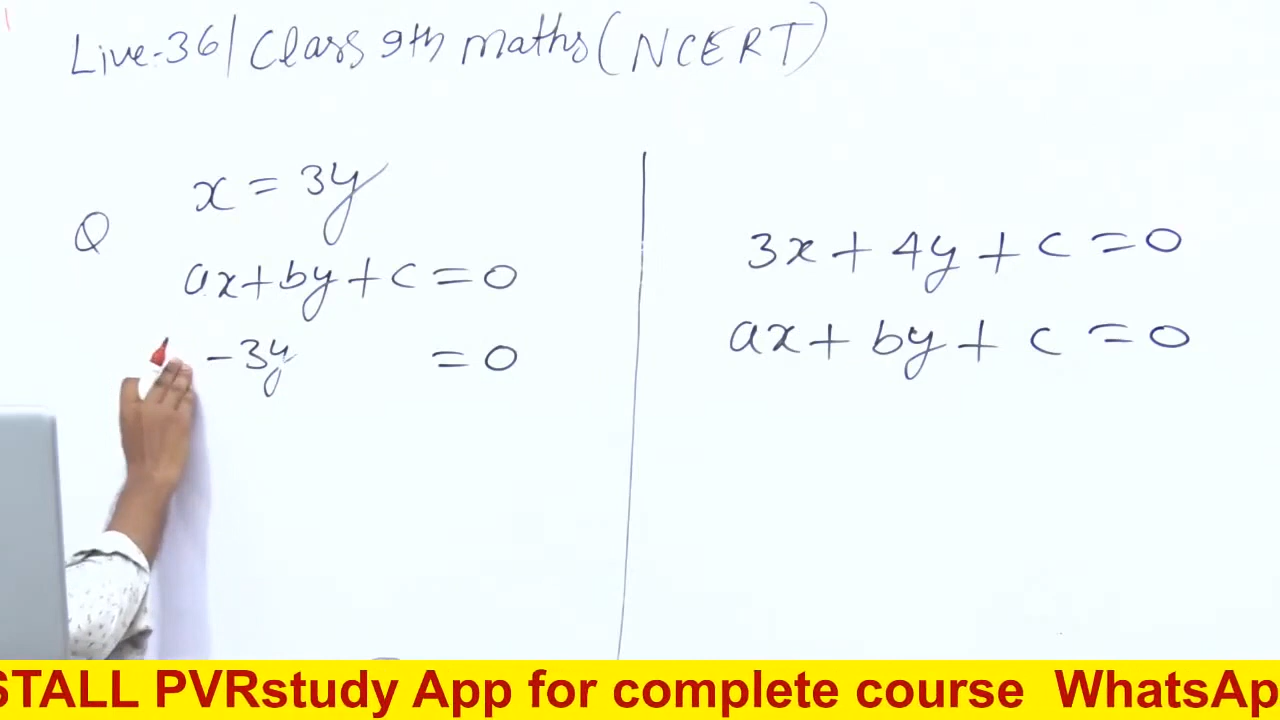 Live-36/ Class 9th maths (NCERT)
Q
x = 3y
ax+by+c=0
-3y =0
3x+4y+c=0
ax+by+c=0
STALL PVRstudy App for complete course WhatsAp